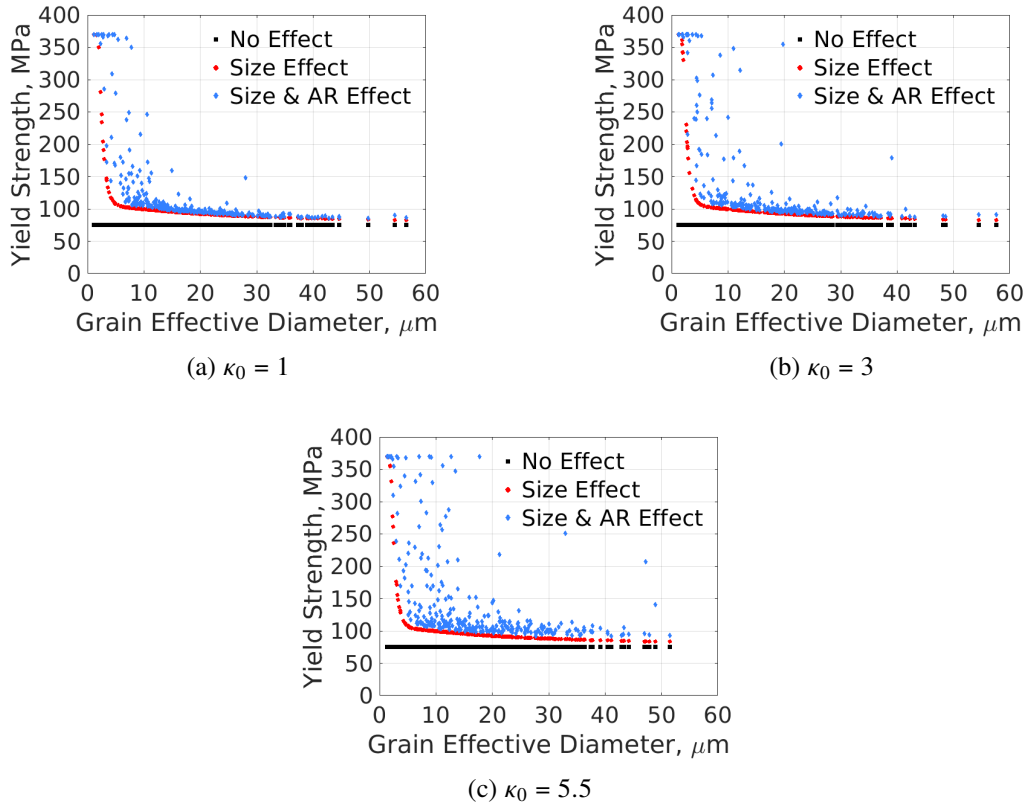 Yield Strength, MPa
400
350
300
250
200
150
100
50
0
No Effect
Size Effect
Size & AR Effect
0 10 20 30 40 50 60
Grain Effective Diameter, μm
(a) κ₀ = 1
Yield Strength, MPa
400
350
300
250
200
150
100
50
0
No Effect
Size Effect
Size & AR Effect
0 10 20 30 40 50 60
Grain Effective Diameter, μm
(b) κ₀ = 3
Yield Strength, MPa
400
350
300
250
200
150
100
50
0
No Effect
Size Effect
Size & AR Effect
0 10 20 30 40 50 60
Grain Effective Diameter, μm
(c) κ₀ = 5.5